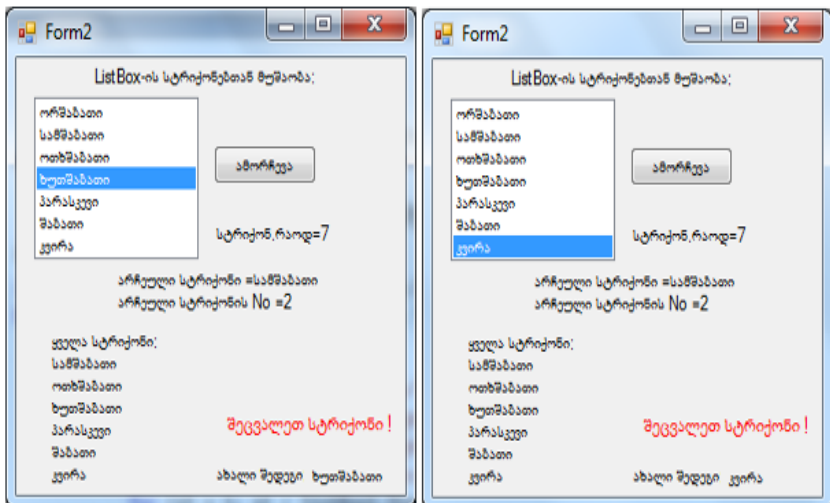 Form2
ListBox-ის სტრიქონებთან მუშაობა:
ორშაბათი
სამშაბათი
ოთხშაბათი
ხუთშაბათი
პარასკევი
შაბათი
კვირა
ამორჩევა
სტრიქონ.რაოდ=7
არჩეული სტრიქონი =სამშაბათი
არჩეული სტრიქონის No =2
ყველა სტრიქონი:
სამშაბათი
ოთხშაბათი
ხუთშაბათი
პარასკევი
შაბათი
კვირა
შეცვალეთ სტრიქონი !
ახალი შედეგი ხუთშაბათი
Form2
ListBox-ის სტრიქონებთან მუშაობა:
ორშაბათი
სამშაბათი
ოთხშაბათი
ხუთშაბათი
პარასკევი
შაბათი
კვირა
ამორჩევა
სტრიქონ.რაოდ=7
არჩეული სტრიქონი =სამშაბათი
არჩეული სტრიქონის No =2
ყველა სტრიქონი:
სამშაბათი
ოთხშაბათი
ხუთშაბათი
პარასკევი
შაბათი
კვირა
შეცვალეთ სტრიქონი !
ახალი შედეგი კვირა